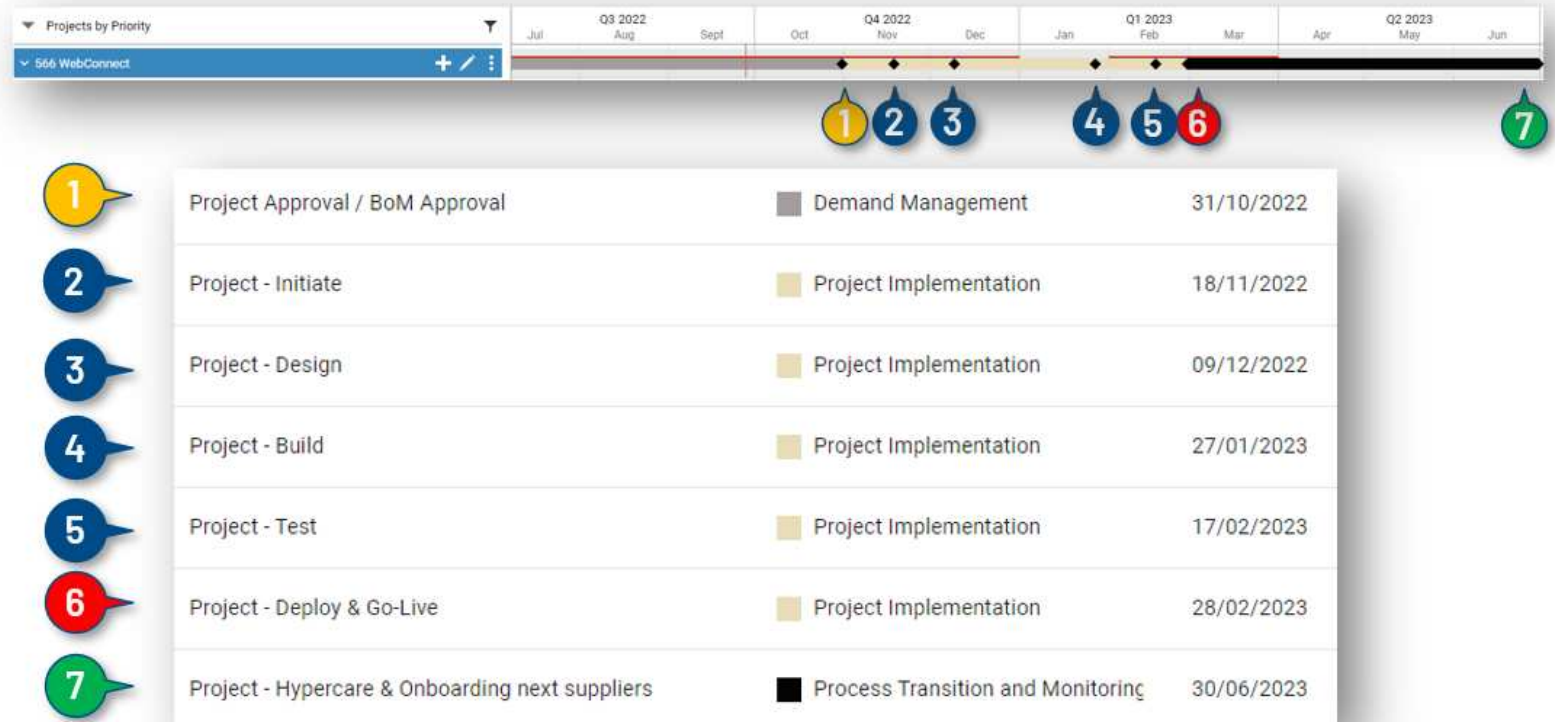 Projects by Priority
Q3 2022 Q4 2022 Q1 2023 Q2 2023
Jul Aug Sept Oct Nov Dec Jan Feb Mar Apr May Jun
566 WebConnect
1 2 3 4 5 6 7
1 Project Approval / BoM Approval Demand Management 31/10/2022
2 Project - Initiate Project Implementation 18/11/2022
3 Project - Design Project Implementation 09/12/2022
4 Project - Build Project Implementation 27/01/2023
5 Project - Test Project Implementation 17/02/2023
6 Project - Deploy & Go-Live Project Implementation 28/02/2023
7 Project - Hypercare & Onboarding next suppliers Process Transition and Monitoring 30/06/2023